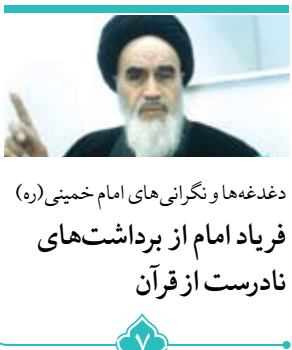 دغدغه‌ها و نگرانی‌های امام خمینی(ره)
فریاد امام از برداشت‌های
نادرست از قرآن
۷